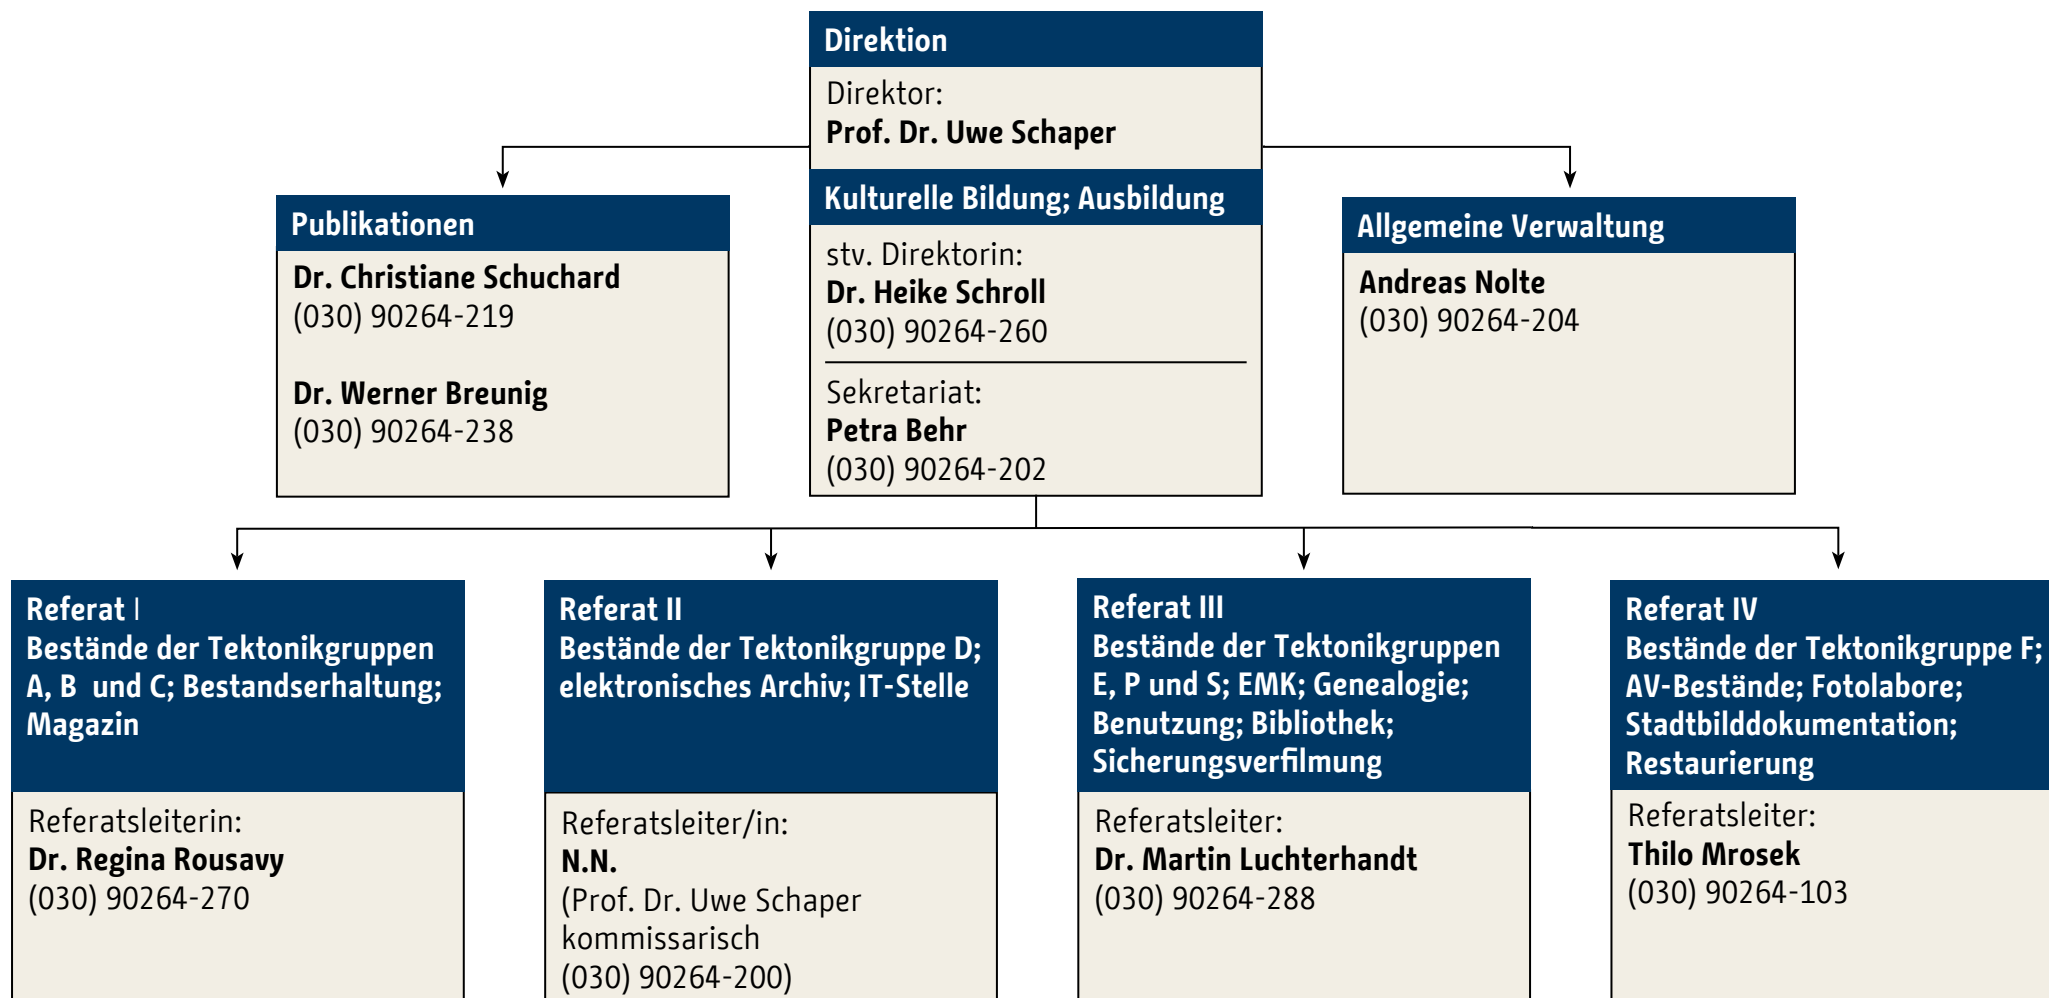 Direktion
Direktor:
Prof. Dr. Uwe Schaper
Kulturelle Bildung; Ausbildung
stv. Direktorin:
Dr. Heike Schroll
(030) 90264-260
Sekretariat:
Petra Behr
(030) 90264-202
Publikationen
Dr. Christiane Schuchard
(030) 90264-219
Dr. Werner Breunig
(030) 90264-238
Allgemeine Verwaltung
Andreas Nolte
(030) 90264-204
Referat I
Bestände der Tektonikgruppen
A, B und C; Bestandserhaltung;
Magazin
Referatsleiterin:
Dr. Regina Rousavy
(030) 90264-270
Referat II
Bestände der Tektonikgruppe D;
elektronisches Archiv; IT-Stelle
Referatsleiter/in:
N.N.
(Prof. Dr. Uwe Schaper
kommissarisch
(030) 90264-200)
Referat III
Bestände der Tektonikgruppen
E, P und S; EMK; Genealogie;
Benutzung; Bibliothek;
Sicherungsverfilmung
Referatsleiter:
Dr. Martin Luchterhandt
(030) 90264-288
Referat IV
Bestände der Tektonikgruppe F;
AV-Bestände; Fotolabore;
Stadtbilddokumentation;
Restaurierung
Referatsleiter:
Thilo Mrosek
(030) 90264-103